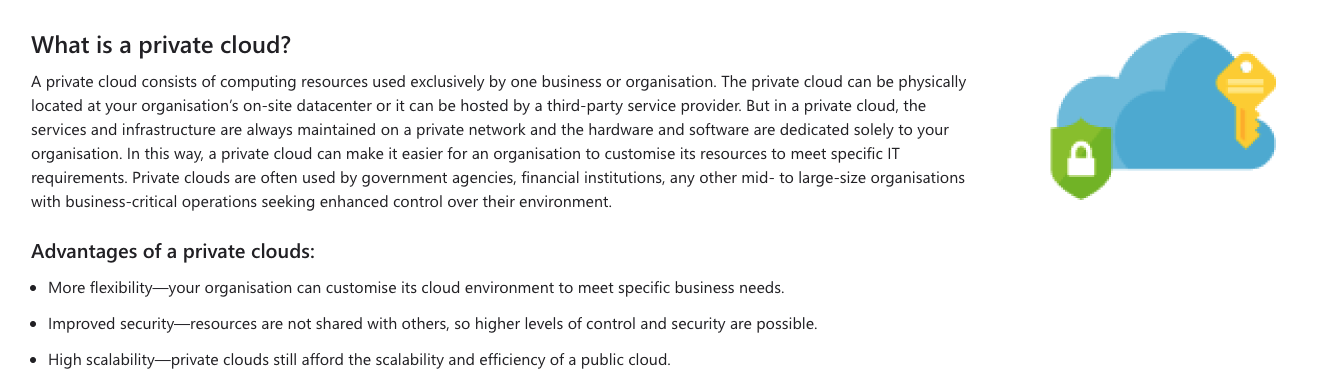 What is a private cloud?
A private cloud consists of computing resources used exclusively by one business or organisation. The private cloud can be physically
located at your organisation’s on-site datacenter or it can be hosted by a third-party service provider. But in a private cloud, the
services and infrastructure are always maintained on a private network and the hardware and software are dedicated solely to your
organisation. In this way, a private cloud can make it easier for an organisation to customise its resources to meet specific IT
requirements. Private clouds are often used by government agencies, financial institutions, any other mid- to large-size organisations
with business-critical operations seeking enhanced control over their environment.
Advantages of a private clouds:
• More flexibility—your organisation can customise its cloud environment to meet specific business needs.
• Improved security—resources are not shared with others, so higher levels of control and security are possible.
• High scalability—private clouds still afford the scalability and efficiency of a public cloud.